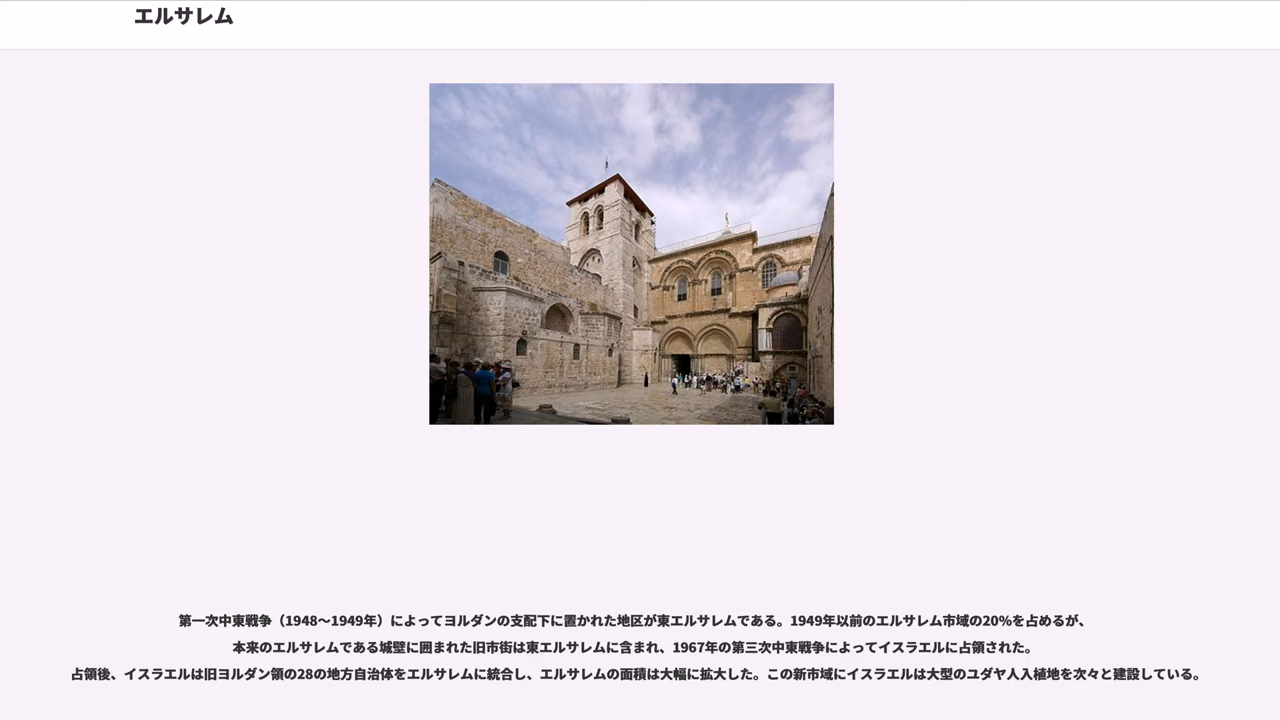 エルサレム
第一次中東戦争（1948〜1949年）によってヨルダンの支配下に置かれた地区が東エルサレムである。1949年以前のエルサレム市域の20%を占めるが、
本来のエルサレムである城壁に囲まれた旧市街は東エルサレムに含まれ、1967年の第三次中東戦争によってイスラエルに占領された。
占領後、イスラエルは旧ヨルダン領の28の地方自治体をエルサレムに統合し、エルサレムの面積は大幅に拡大した。この新市域にイスラエルは大型のユダヤ人入植地を次々と建設している。